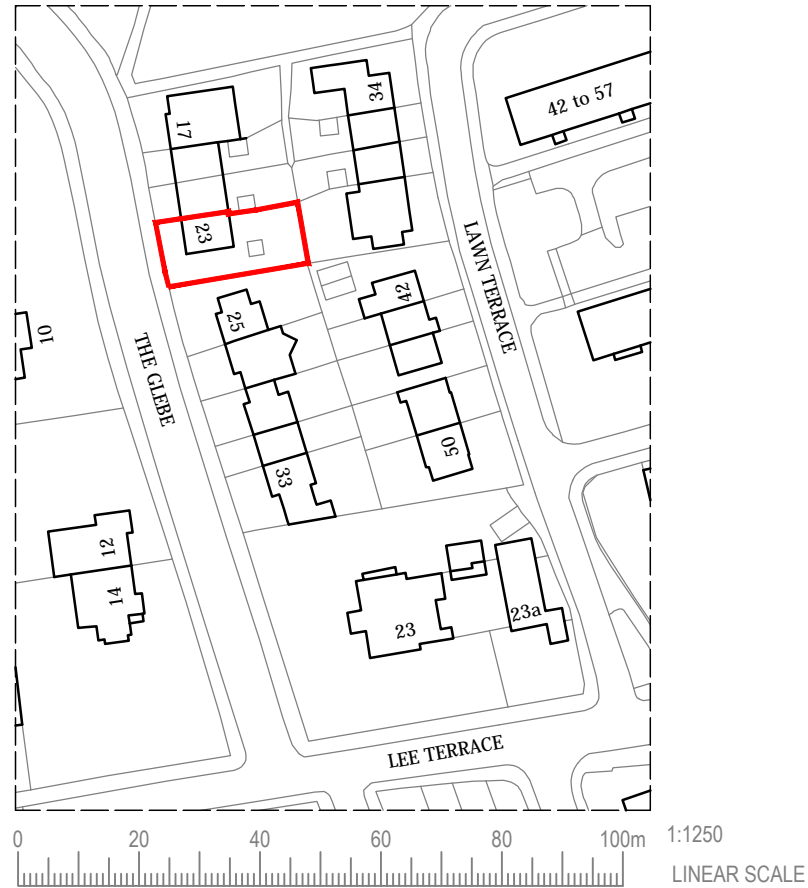 34
17
42 to 57
23
LAWN TERRACE
42
25
10
THE GLEBE
50
33
12
14
23
23a
LEE TERRACE
0 20 40 60 80 100m 1:1250
LINEAR SCALE